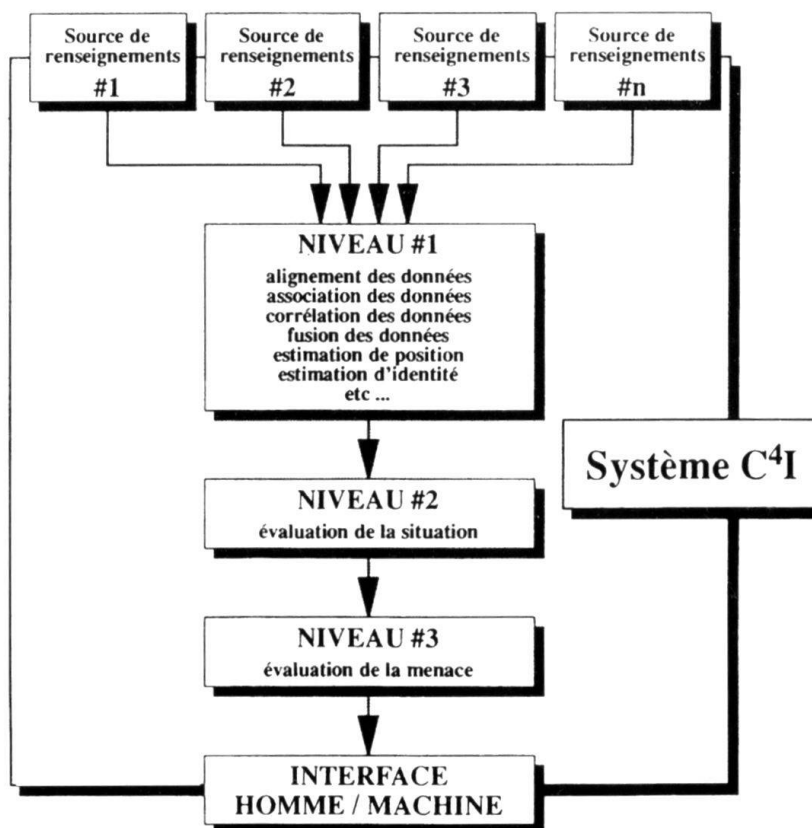 Source de
renseignements
#1
Source de
renseignements
#2
Source de
renseignements
#3
Source de
renseignements
#n
NIVEAU #1
alignement des données
association des données
corrélation des données
fusion des données
estimation de position
estimation d'identité
etc ...
Système C⁴I
NIVEAU #2
évaluation de la situation
NIVEAU #3
évaluation de la menace
INTERFACE
HOMME / MACHINE